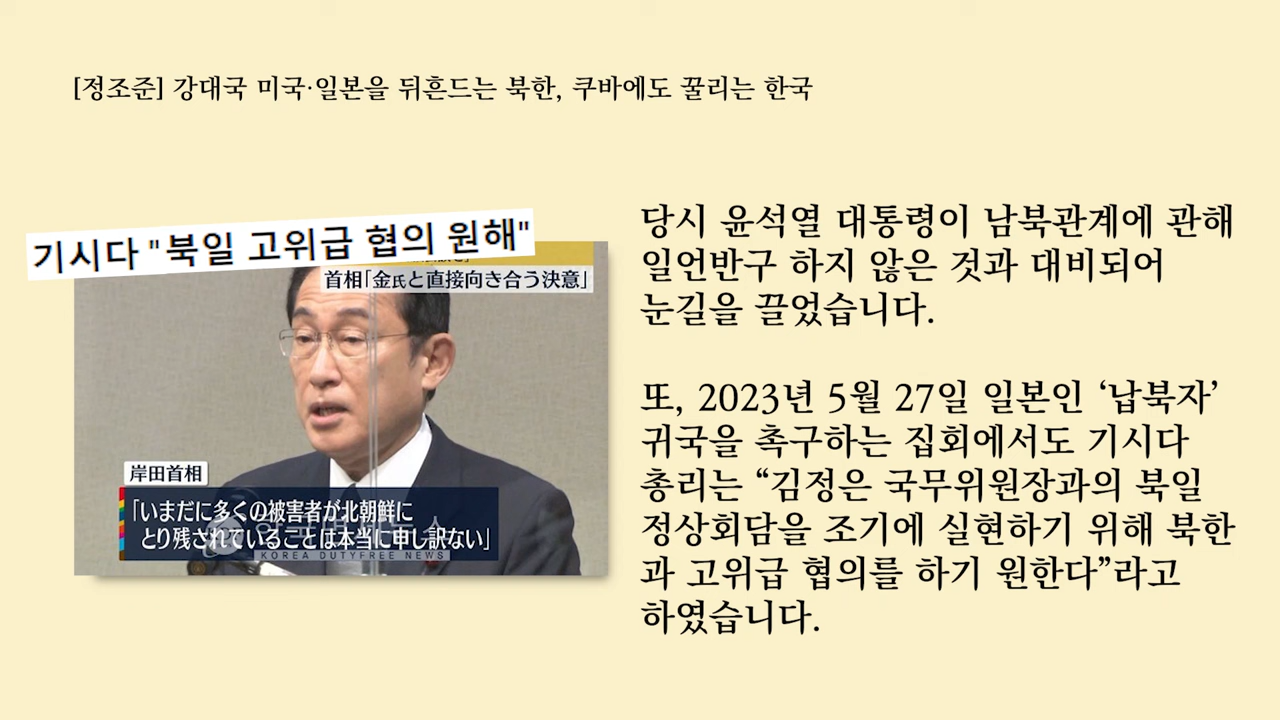 [정조준] 강대국 미국·일본을 뒤흔드는 북한, 쿠바에도 꿀리는 한국
기시다 "북일 고위급 협의 원해"
首相「金氏と直接向き合う決意」
岸田首相
「いまだに多くの被害者が北朝鮮に
とり残されていることは本当に申し訳ない」
KOREA DUTYFREE NEWS
당시 윤석열 대통령이 남북관계에 관해
일언반구 하지 않은 것과 대비되어
눈길을 끌었습니다.
또, 2023년 5월 27일 일본인 ‘납북자’
귀국을 촉구하는 집회에서도 기시다
총리는 “김정은 국무위원장과의 북일
정상회담을 조기에 실현하기 위해 북한
과 고위급 협의를 하기 원한다”라고
하였습니다.